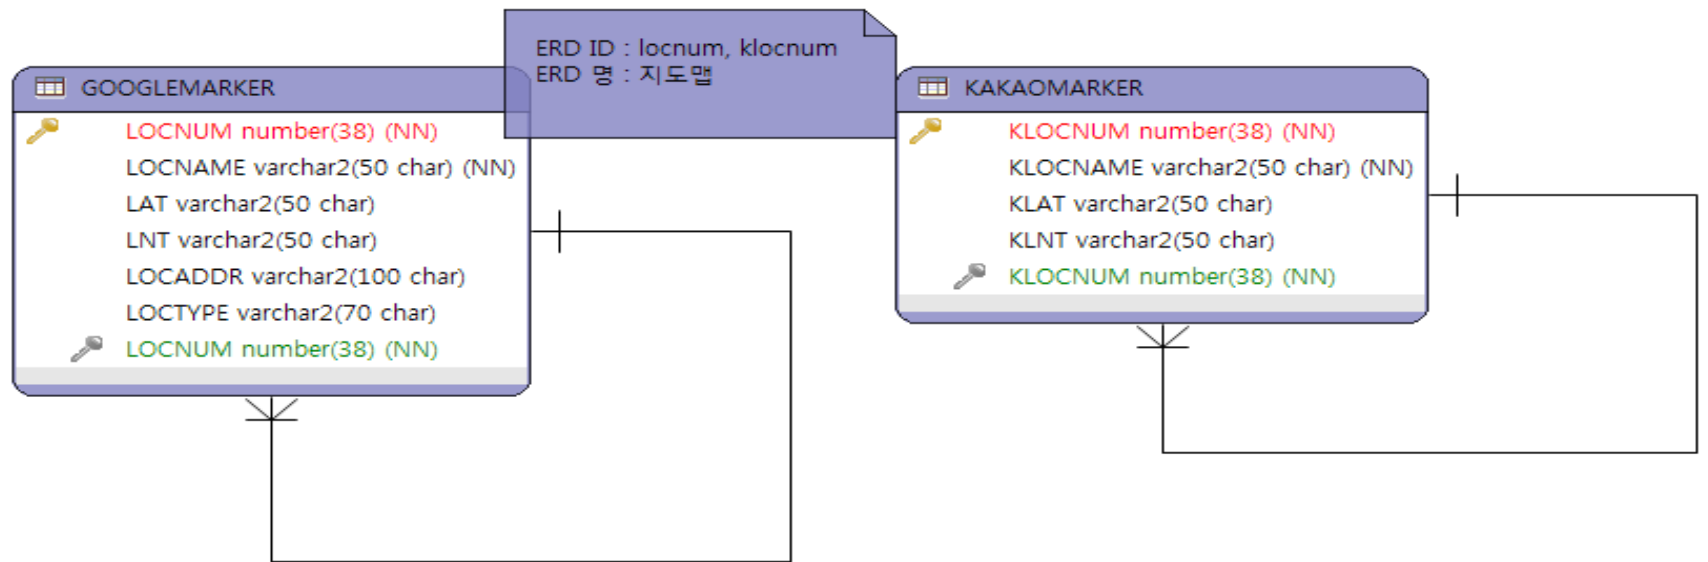 ERD ID : locnum, klocnum
ERD 명 : 지도맵
GOOGLEMARKER
LOCNUM number(38) (NN)
LOCNAME varchar2(50 char) (NN)
LAT varchar2(50 char)
LNT varchar2(50 char)
LOCADDR varchar2(100 char)
LOCTYPE varchar2(70 char)
LOCNUM number(38) (NN)
KAKAOMARKER
KLOCNUM number(38) (NN)
KLOCNAME varchar2(50 char) (NN)
KLAT varchar2(50 char)
KLNT varchar2(50 char)
KLOCNUM number(38) (NN)